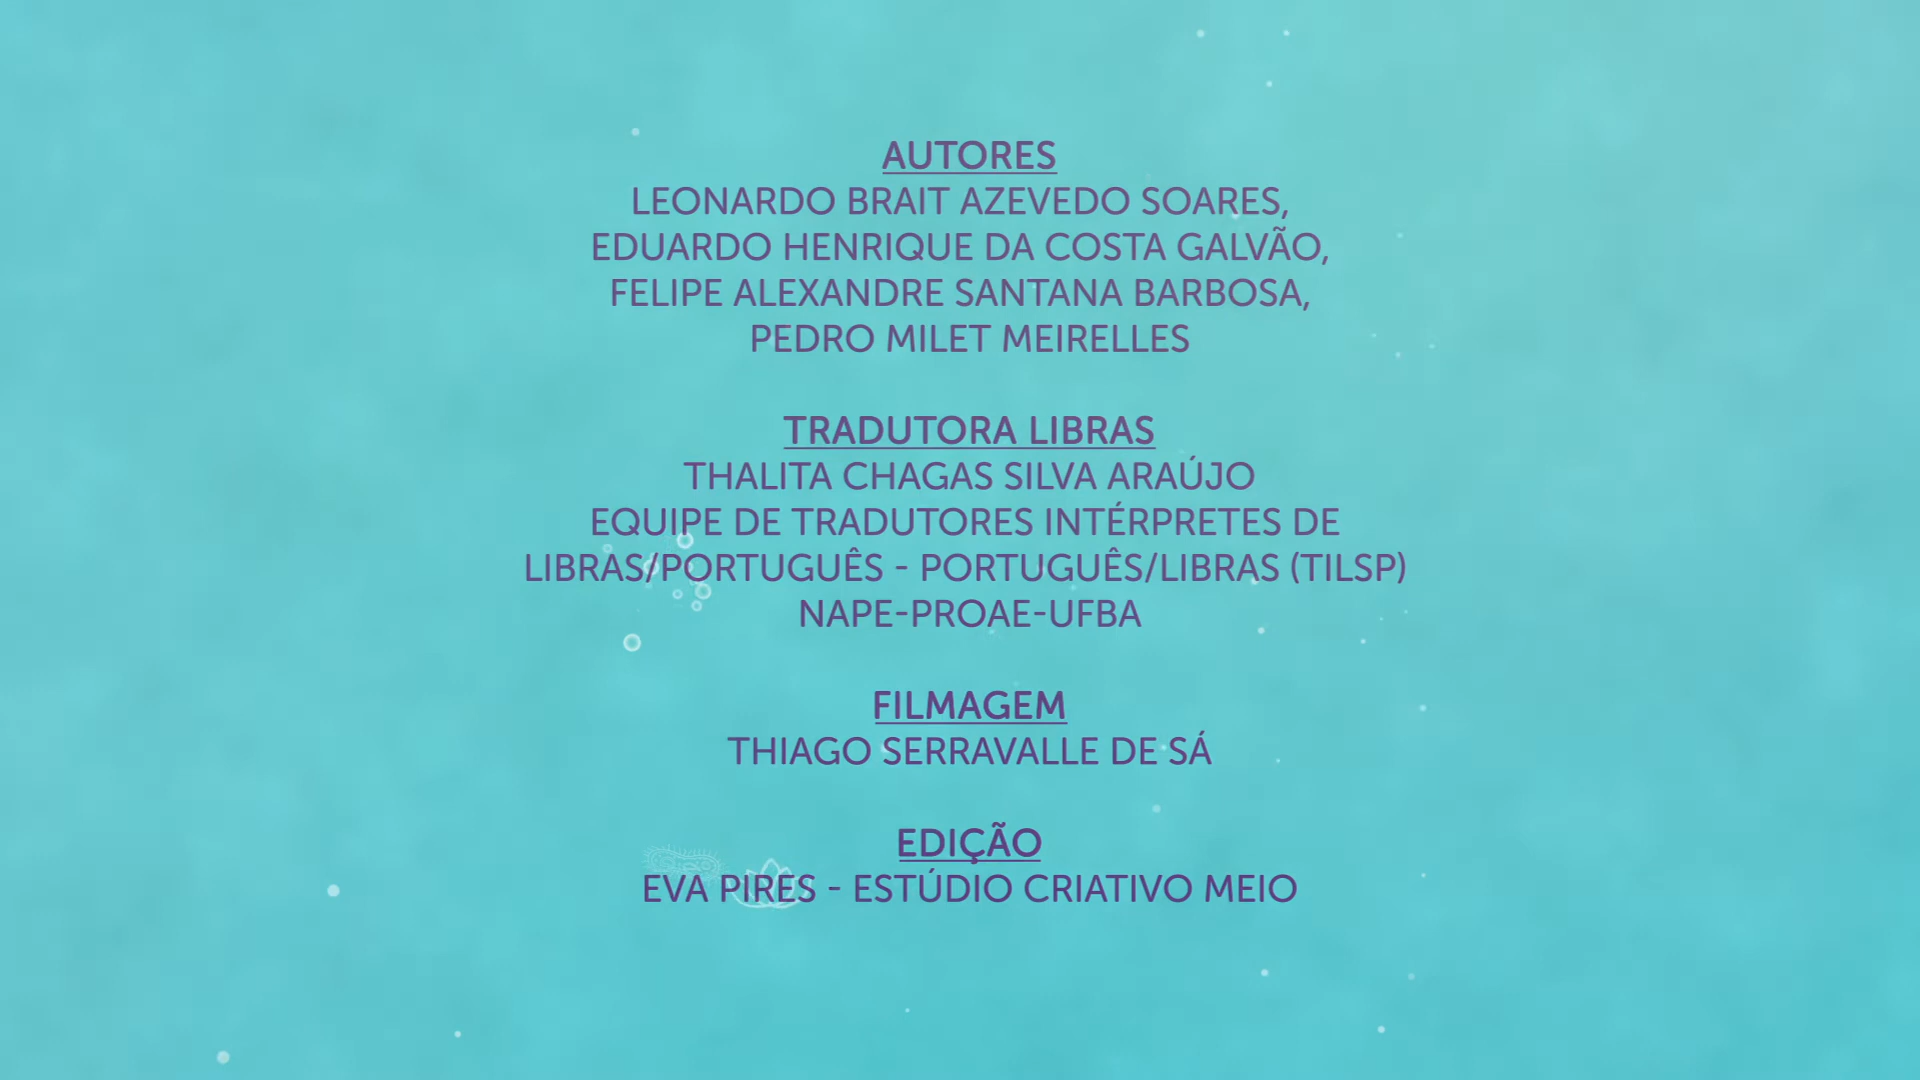 AUTORES
LEONARDO BRAIT AZEVEDO SOARES,
EDUARDO HENRIQUE DA COSTA GALVÃO,
FELIPE ALEXANDRE SANTANA BARBOSA,
PEDRO MILET MEIRELLES
TRADUTORA LIBRAS
THALITA CHAGAS SILVA ARAÚJO
EQUIPE DE TRADUTORES INTÉRPRETES DE
LIBRAS/PORTUGUÊS - PORTUGUÊS/LIBRAS (TILSP)
NAPE-PROAE-UFBA
FILMAGEM
THIAGO SERRAVALLE DE SÁ
EDIÇÃO
EVA PIRES - ESTÚDIO CRIATIVO MEIO